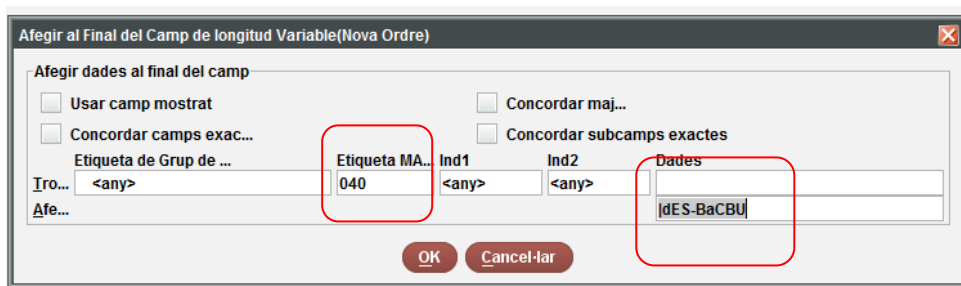 Afegir al Final del Camp de longitud Variable(Nova Ordre)
Afegir dades al final del camp
Usar camp mostrat Concordar maj...
Concordar camps exac... Concordar subcamps exactes
Etiqueta de Grup de ... Etiqueta MA... Ind1 Ind2 Dades
Tro... <any> 040 <any> <any>
Afe... |dES-BaCBU
OK Cancel·lar